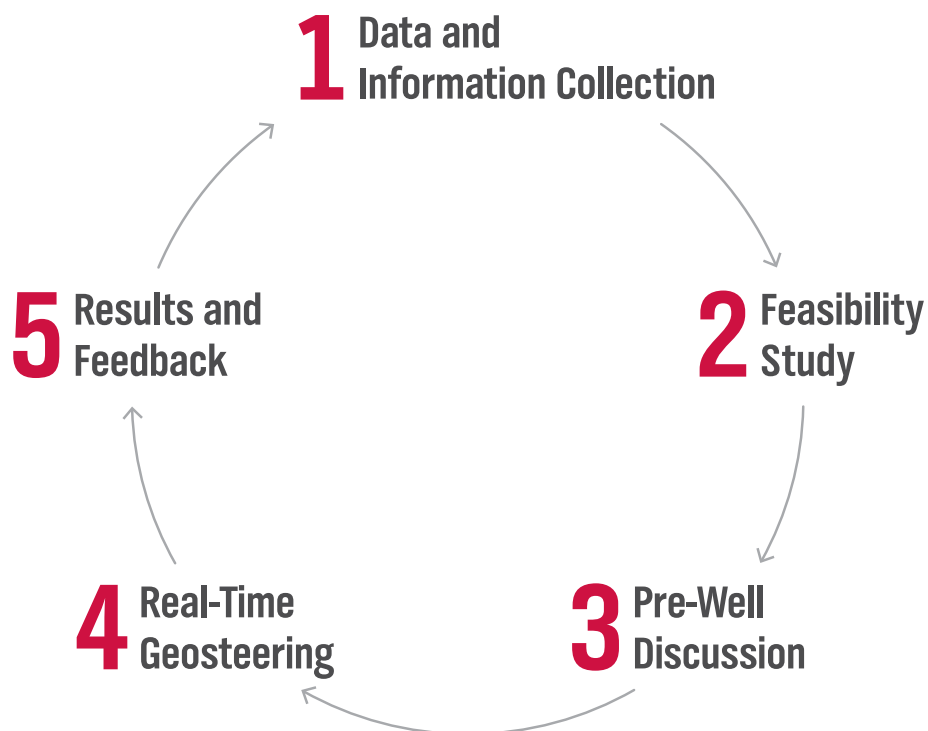 1 Data and
Information Collection
2 Feasibility
Study
3 Pre-Well
Discussion
4 Real-Time
Geosteering
5 Results and
Feedback